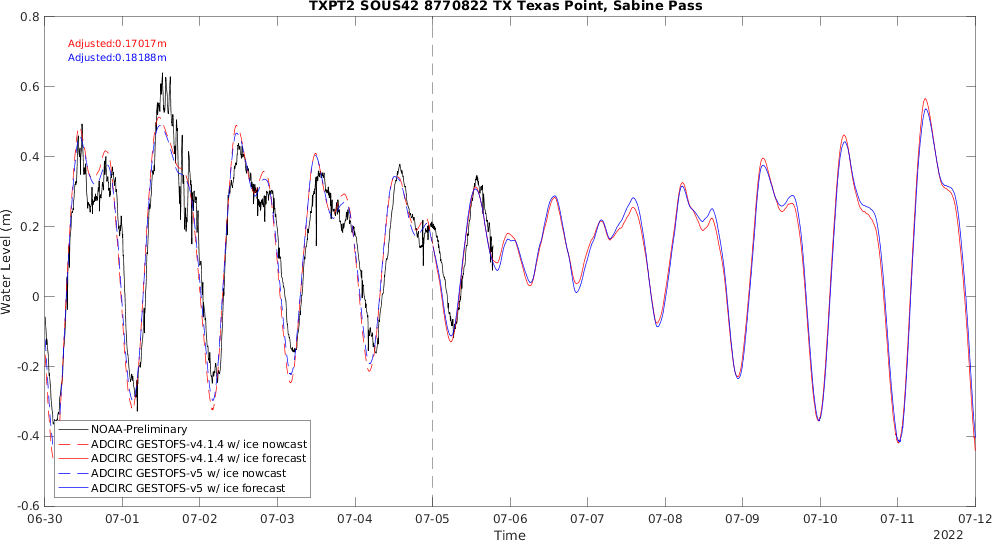 TXPT2 SOUS42 8770822 TX Texas Point, Sabine Pass
Adjusted:0.17017m
Adjusted:0.18188m
0.8
0.6
0.4
0.2
0
-0.2
-0.4
-0.6
Water Level (m)
NOAA-Preliminary
ADCIRC GESTOFS-v4.1.4 w/ ice nowcast
ADCIRC GESTOFS-v4.1.4 w/ ice forecast
ADCIRC GESTOFS-v5 w/ ice nowcast
ADCIRC GESTOFS-v5 w/ ice forecast
06-30 07-01 07-02 07-03 07-04 07-05 07-06 07-07 07-08 07-09 07-10 07-11 07-12
Time
2022